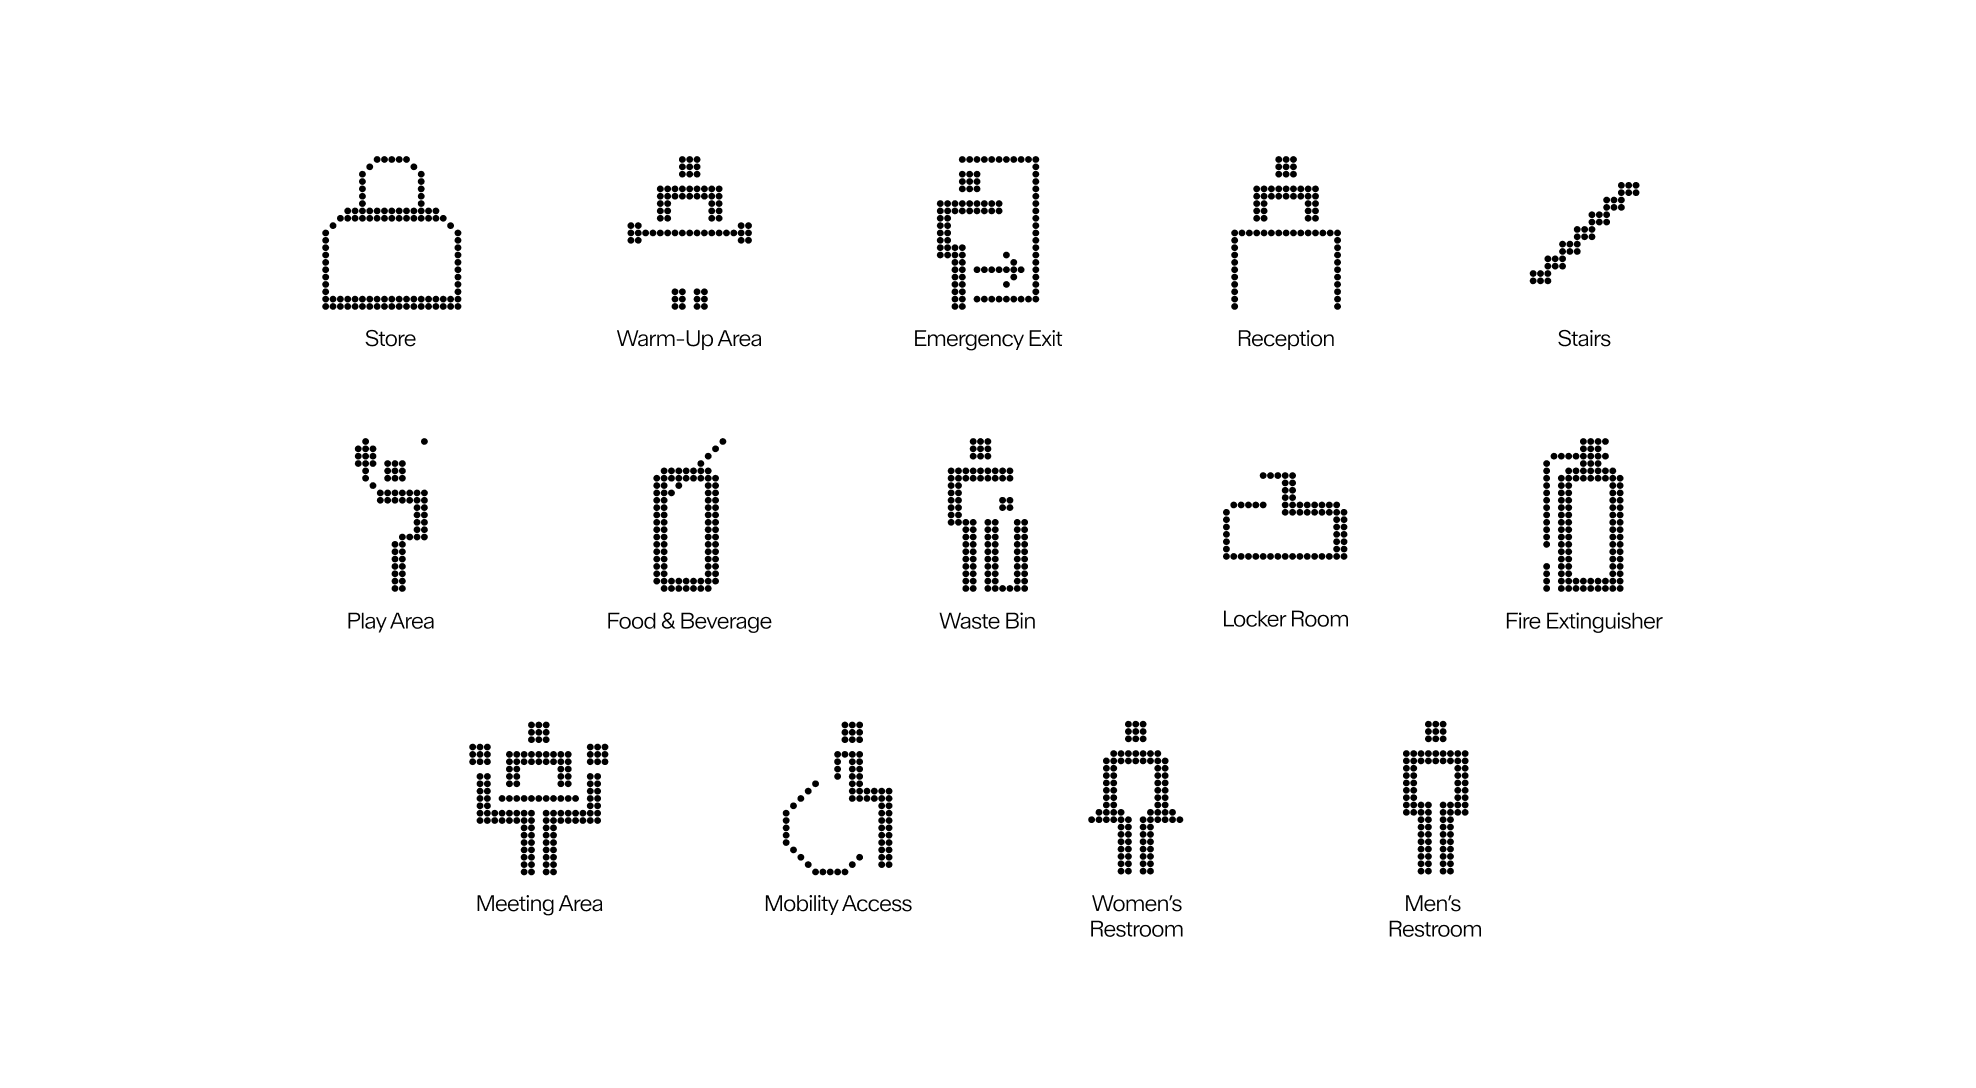 Store
Warm-Up Area
Emergency Exit
Reception
Stairs
Play Area
Food & Beverage
Waste Bin
Locker Room
Fire Extinguisher
Meeting Area
Mobility Access
Women’s
Restroom
Men’s
Restroom